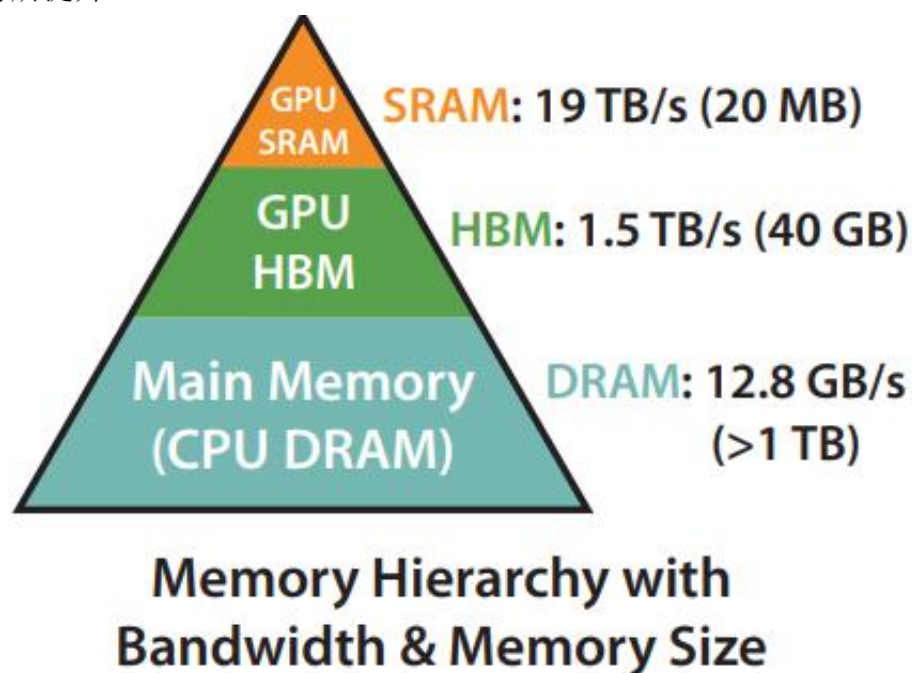 GPU
SRAM
SRAM: 19 TB/s (20 MB)
GPU
HBM
HBM: 1.5 TB/s (40 GB)
Main Memory
(CPU DRAM)
DRAM: 12.8 GB/s
(>1 TB)
Memory Hierarchy with
Bandwidth & Memory Size